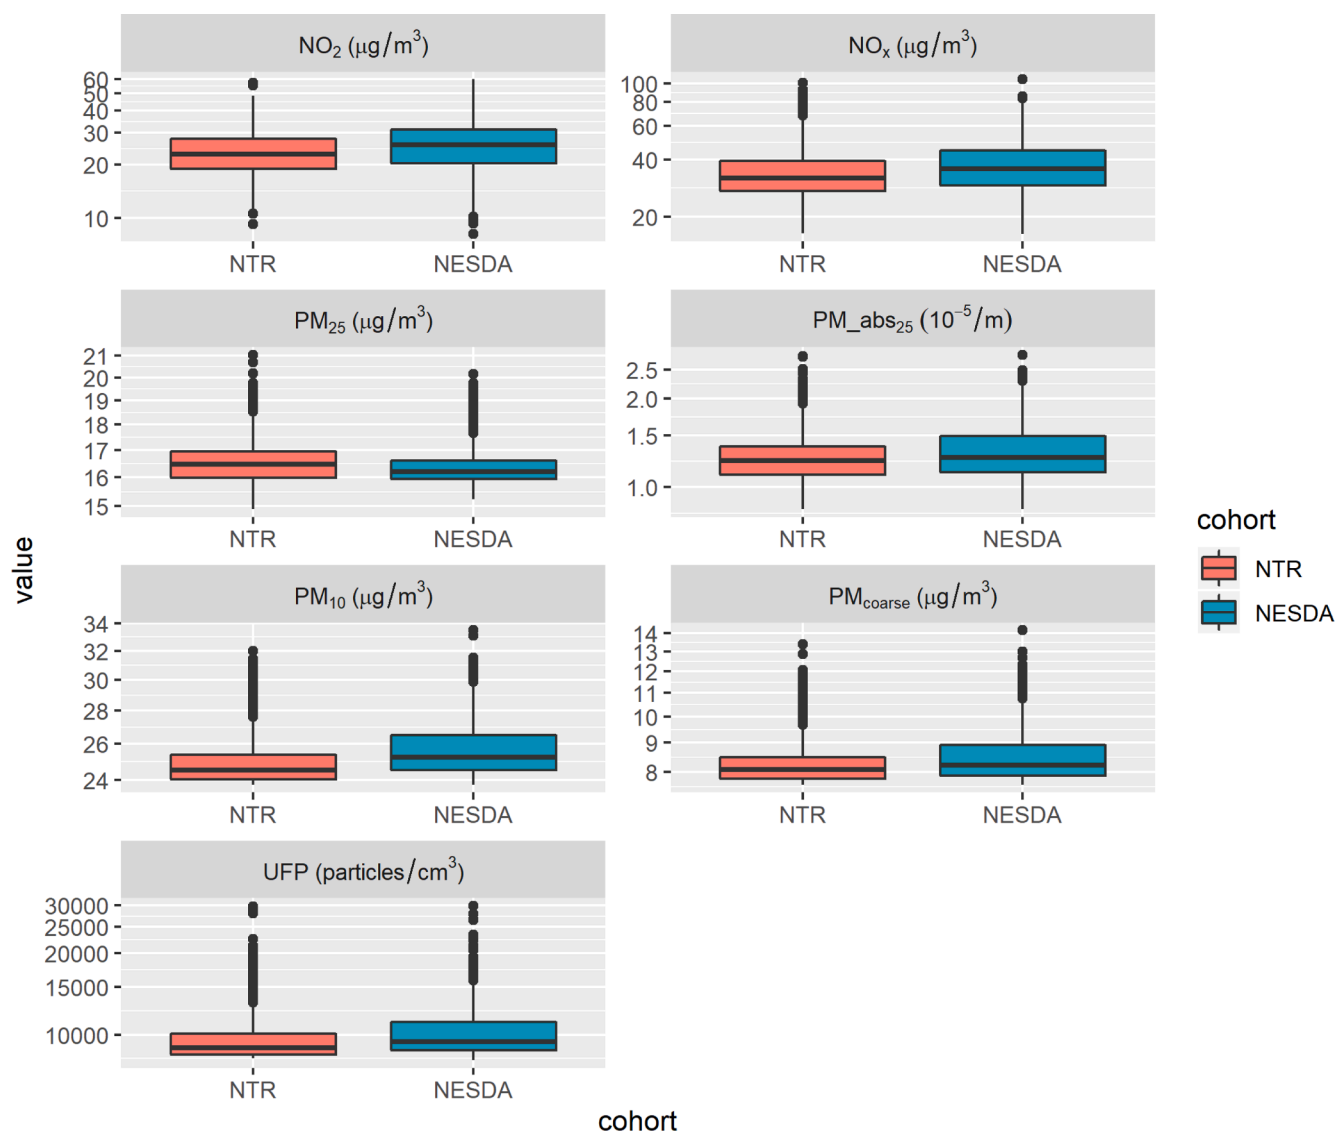 NO₂ (μg/m³)
60
50
40
30
20
10
NTR
NESDA
NOₓ (μg/m³)
100
80
60
40
20
NTR
NESDA
PM₂₅ (μg/m³)
21
20
19
18
17
16
15
NTR
NESDA
PM_abs₂₅ (10⁻⁵/m)
2.5
2.0
1.5
1.0
NTR
NESDA
PM₁₀ (μg/m³)
34
32
30
28
26
24
NTR
NESDA
PM_coarse (μg/m³)
14
13
12
11
10
9
8
NTR
NESDA
UFP (particles/cm³)
30000
25000
20000
15000
10000
NTR
NESDA
value
cohort
cohort
NTR
NESDA